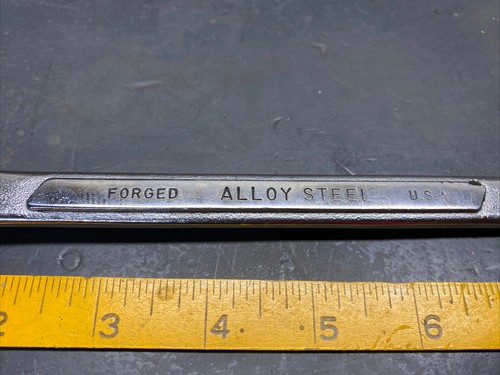 FORGED ALLOY STEEL U.S.A
2 3 4 5 6